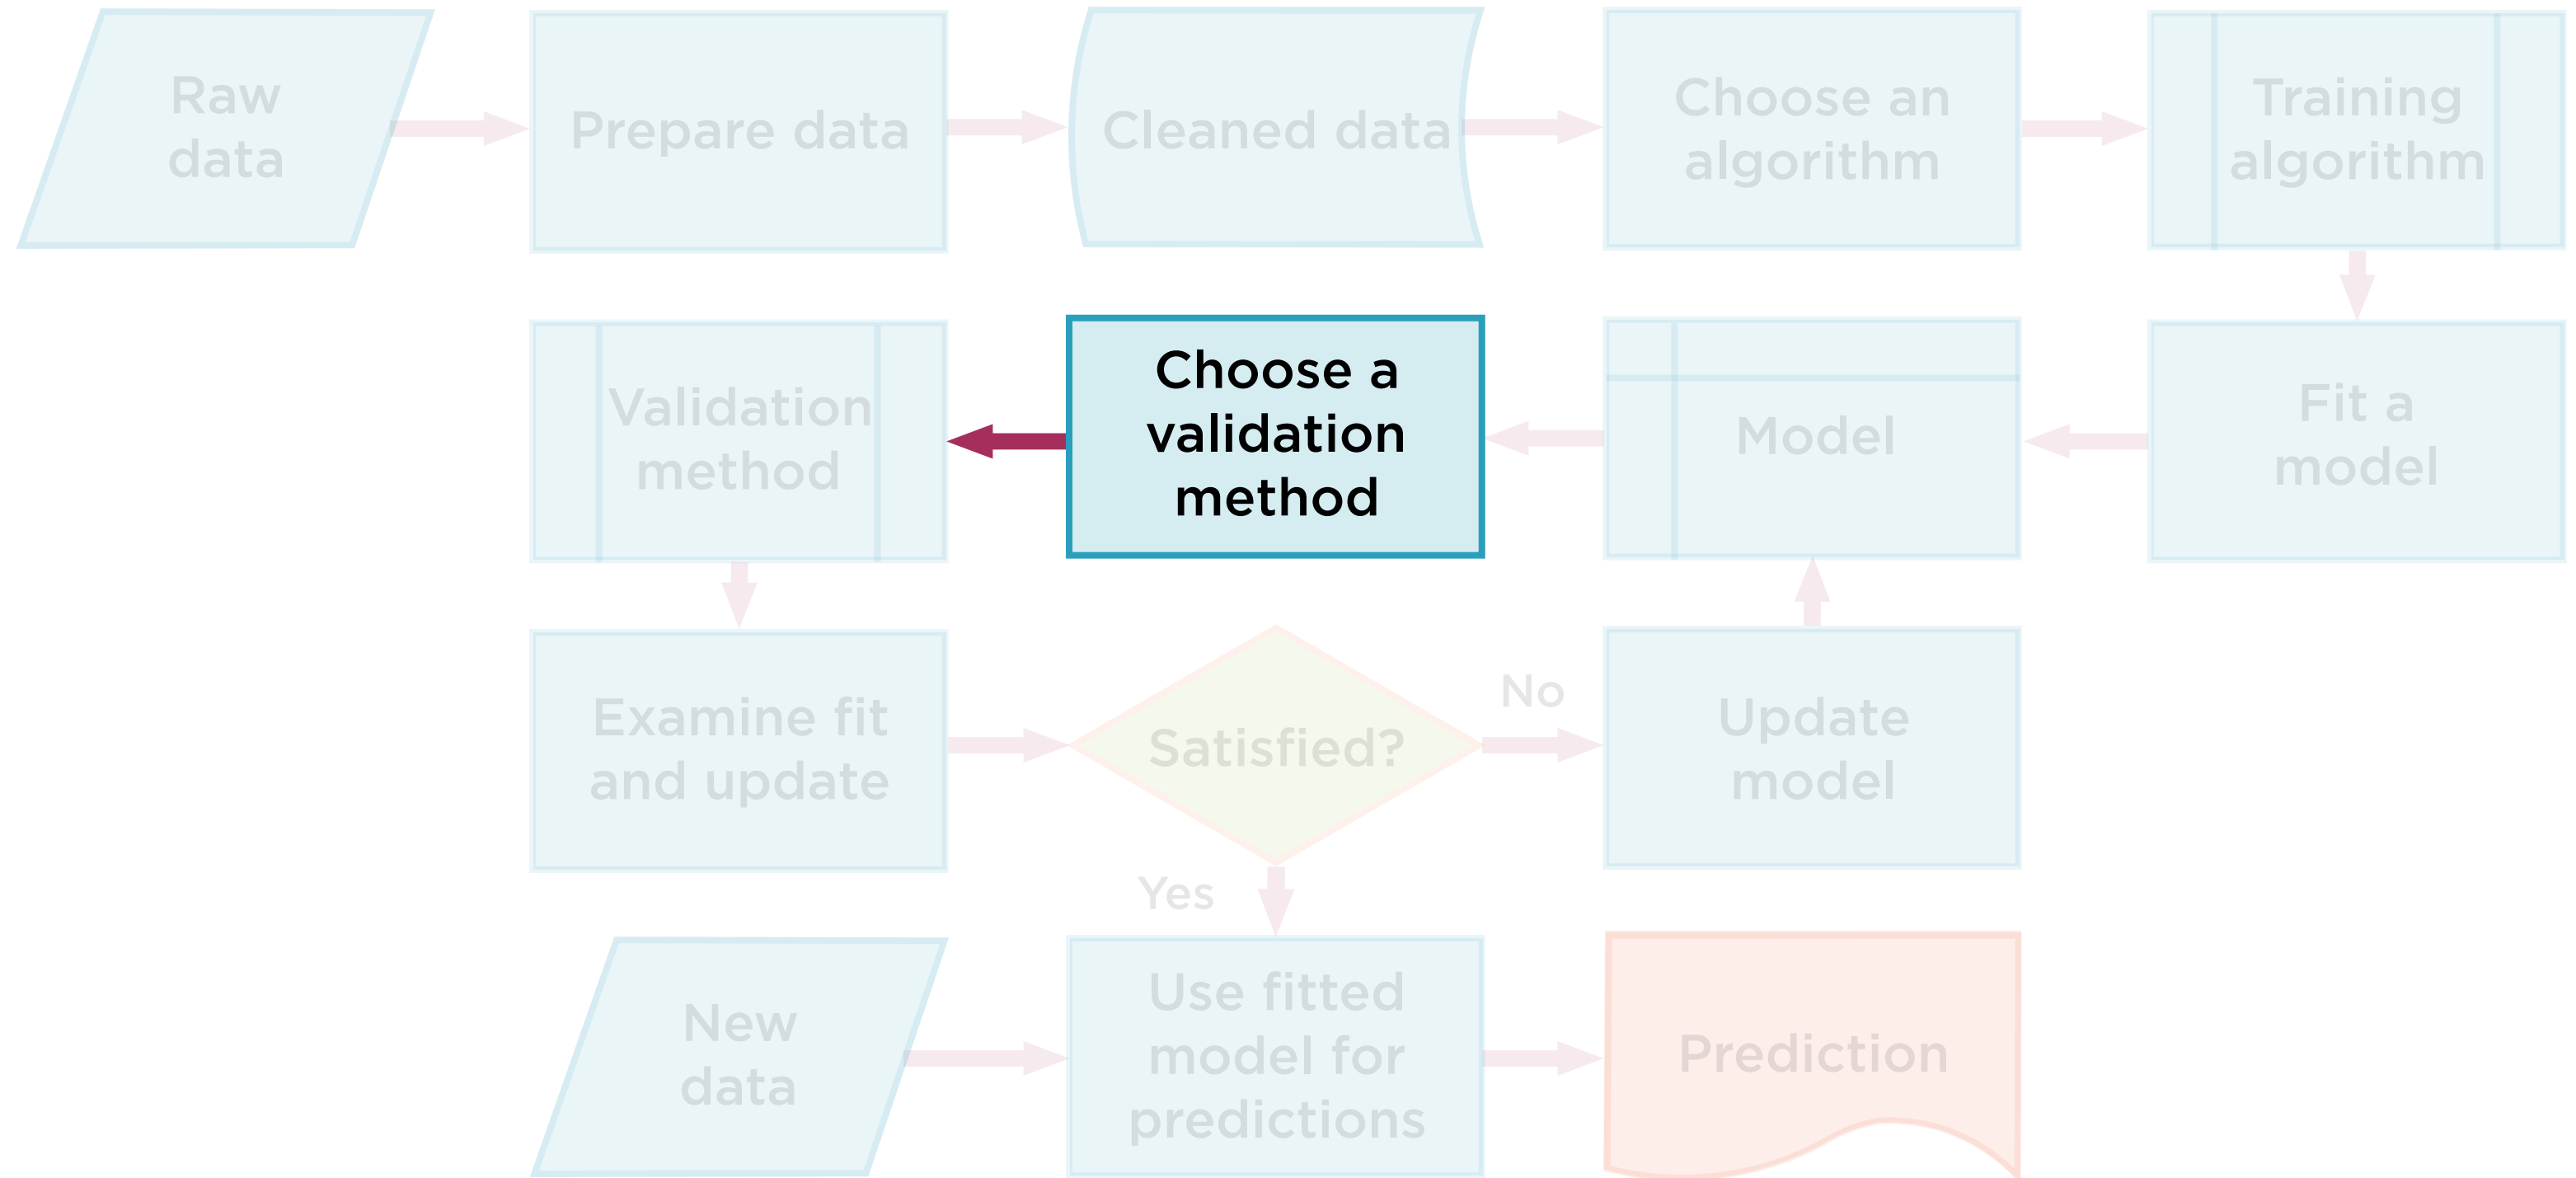 Raw
data
Prepare data
Cleaned data
Choose an
algorithm
Training
algorithm
Validation
method
Choose a
validation
method
Model
Fit a
model
Examine fit
and update
Satisfied?
No
Update
model
Yes
New
data
Use fitted
model for
predictions
Prediction